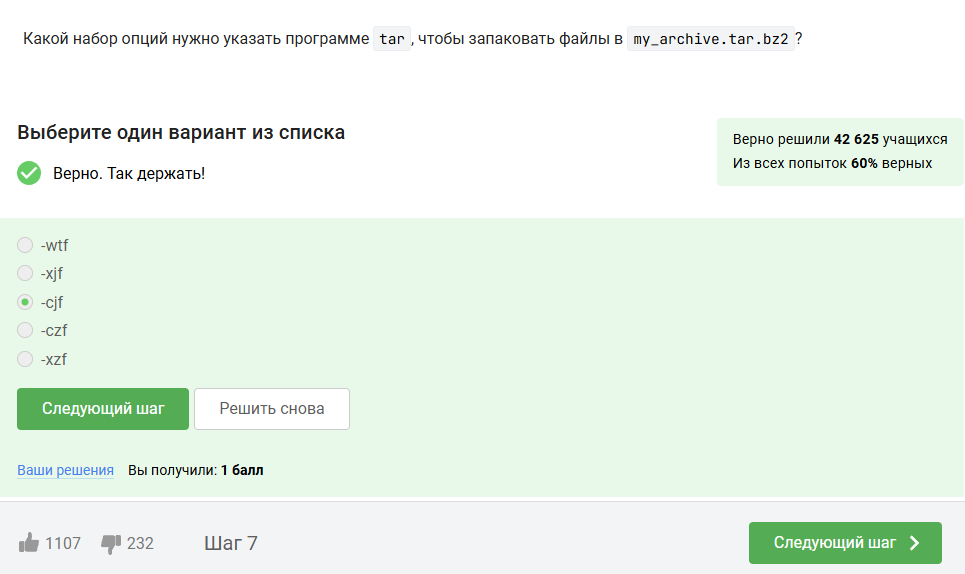 Какой набор опций нужно указать программе tar, чтобы запаковать файлы в my_archive.tar.bz2?
Выберите один вариант из списка
Верно. Так держать!
Верно решили 42 625 учащихся
Из всех попыток 60% верных
-wtf
-xjf
-cjf
-czf
-xzf
Следующий шаг
Решить снова
Ваши решения Вы получили: 1 балл
1107 232 Шаг 7
Следующий шаг